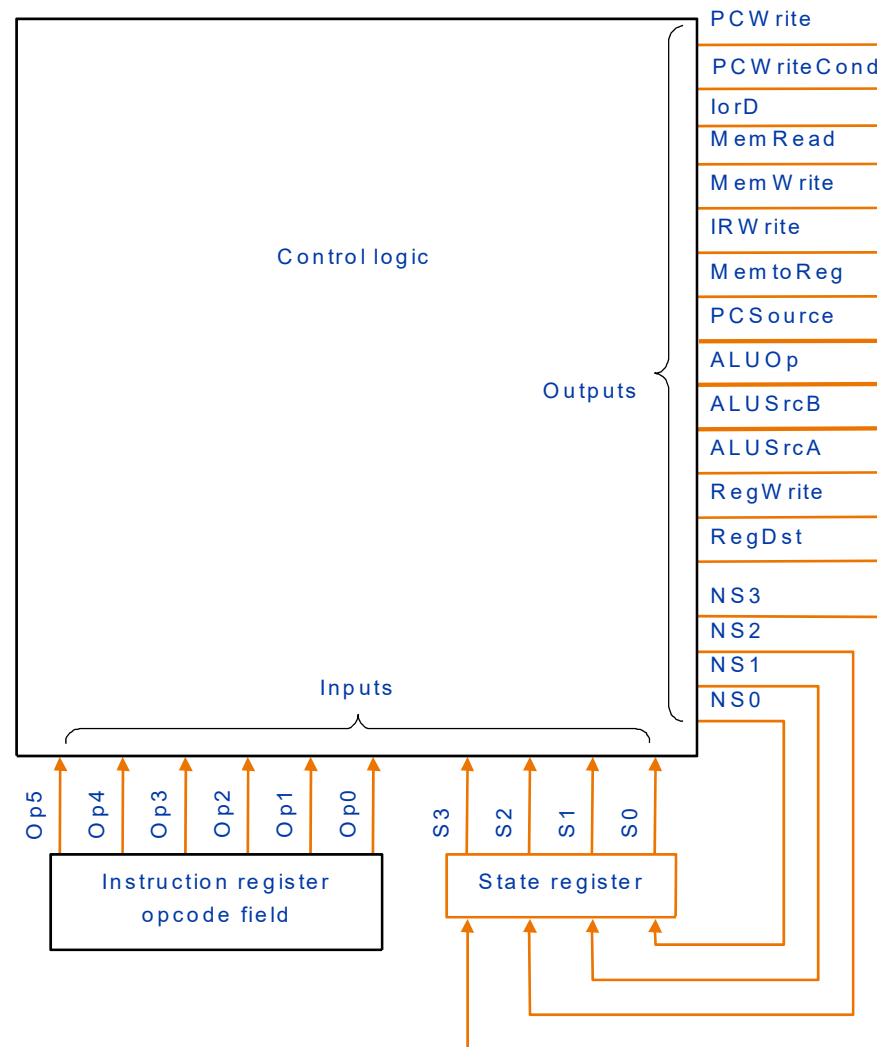 PCWrite
PCWriteCond
IorD
MemRead
MemWrite
IRWrite
Control logic
MemtoReg
PCSource
ALUOp
Outputs
ALUSrcB
ALUSrcA
RegWrite
RegDst
NS3
NS2
NS1
Inputs
NS0
Op5
Op4
Op3
Op2
Op1
Op0
S3
S2
S1
S0
Instruction register
opcode field
State register